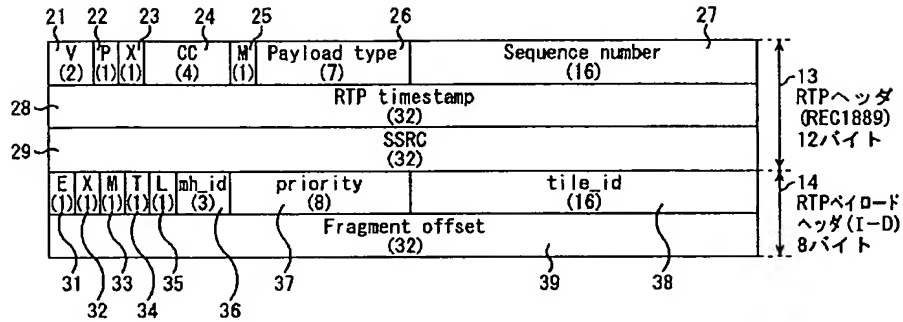 21 22 23 24 25 26 27
V P X CC M Payload type Sequence number
(2) (1) (1) (4) (1) (7) (16)
28 RTP timestamp
(32)
29 SSRC
(32)
13
RTPヘッダ
(REC1889)
12バイト
E X M T L mh_id priority tile_id
(1) (1) (1) (1) (1) (3) (8) (16)
Fragment offset
(32)
14
RTPペイロード
ヘッダ(I-D)
8バイト
31 32 33 34 35 36 37 39 38